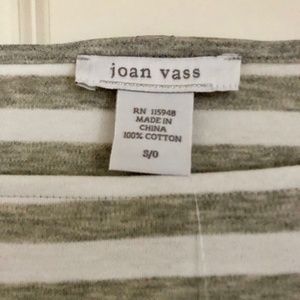 joan vass
RN 115948
MADE IN
CHINA
100% COTTON
S/0